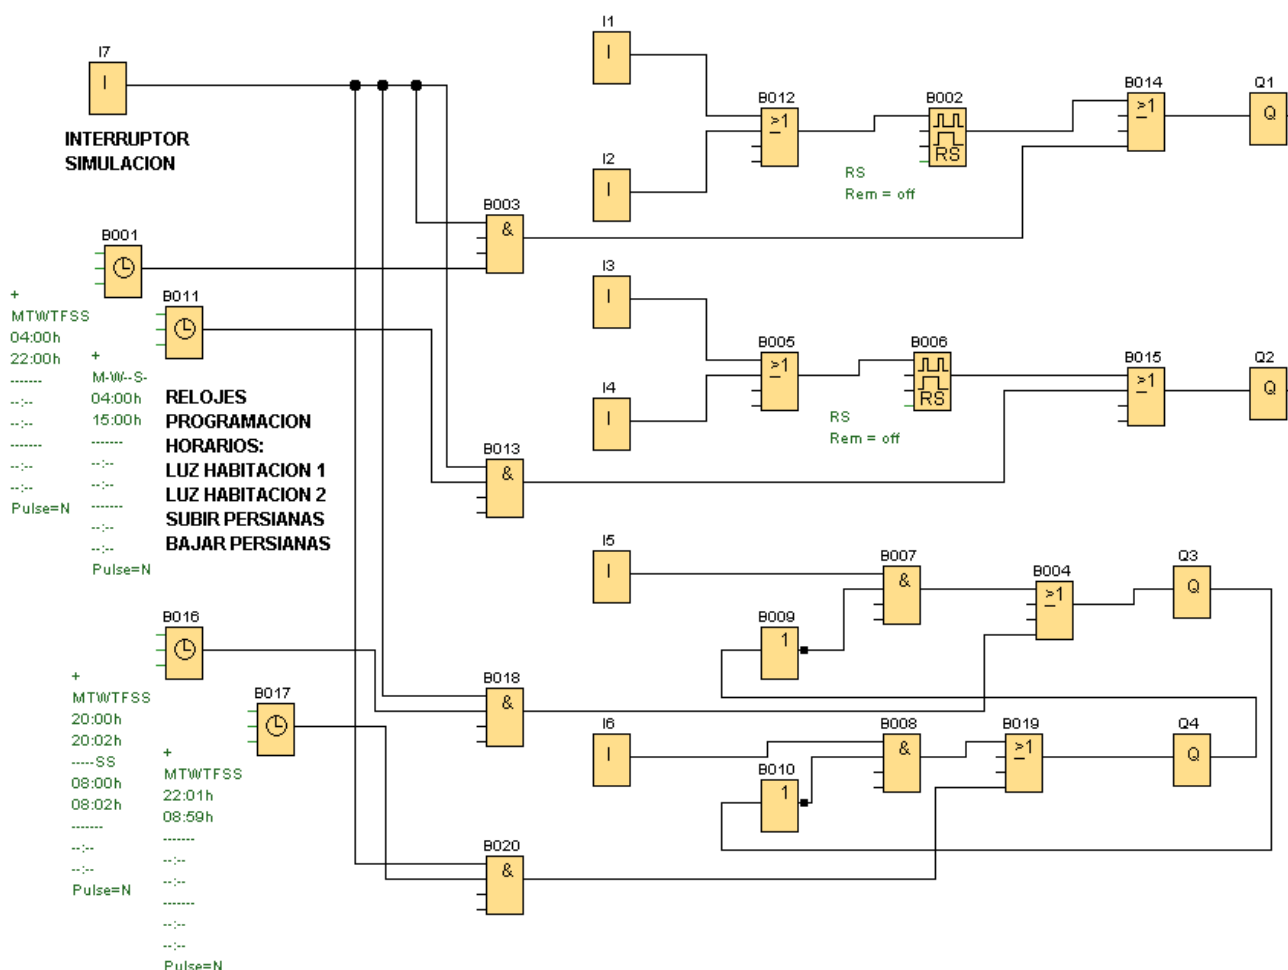 I1
I
I7
I
INTERRUPTOR
SIMULACION
B012
>1
B002
RS
RS
Rem = off
B014
>1
Q1
Q
I2
I
B003
&
B001
+
MTWTFSS
04:00h
22:00h
-------
--:--
--:--
-------
--:--
--:--
Pulse=N
B011
+
M-W--S-
04:00h
15:00h
-------
--:--
--:--
-------
--:--
--:--
Pulse=N
RELOJES
PROGRAMACION
HORARIOS:
LUZ HABITACION 1
LUZ HABITACION 2
SUBIR PERSIANAS
BAJAR PERSIANAS
I3
I
B005
>1
B006
RS
RS
Rem = off
B015
>1
Q2
Q
I4
I
B013
&
I5
I
B007
&
B004
>1
Q3
Q
B009
1
B016
+
MTWTFSS
20:00h
20:02h
-----SS
08:00h
08:02h
-------
--:--
--:--
Pulse=N
B017
+
MTWTFSS
22:01h
08:59h
-------
--:--
--:--
-------
--:--
--:--
Pulse=N
B018
&
I6
I
B008
&
B019
>1
Q4
Q
B010
1
B020
&